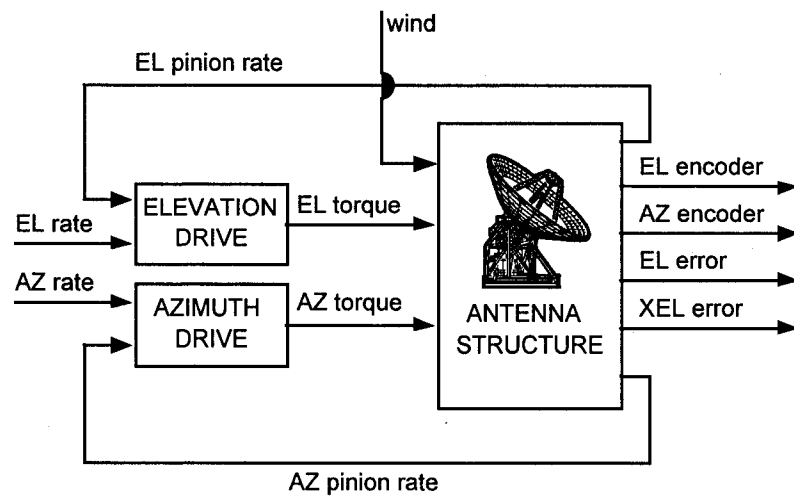 wind
EL pinion rate
EL encoder
ELEVATION
DRIVE
EL torque
EL rate
AZ encoder
EL error
AZ rate
AZIMUTH
DRIVE
AZ torque
ANTENNA
STRUCTURE
XEL error
AZ pinion rate